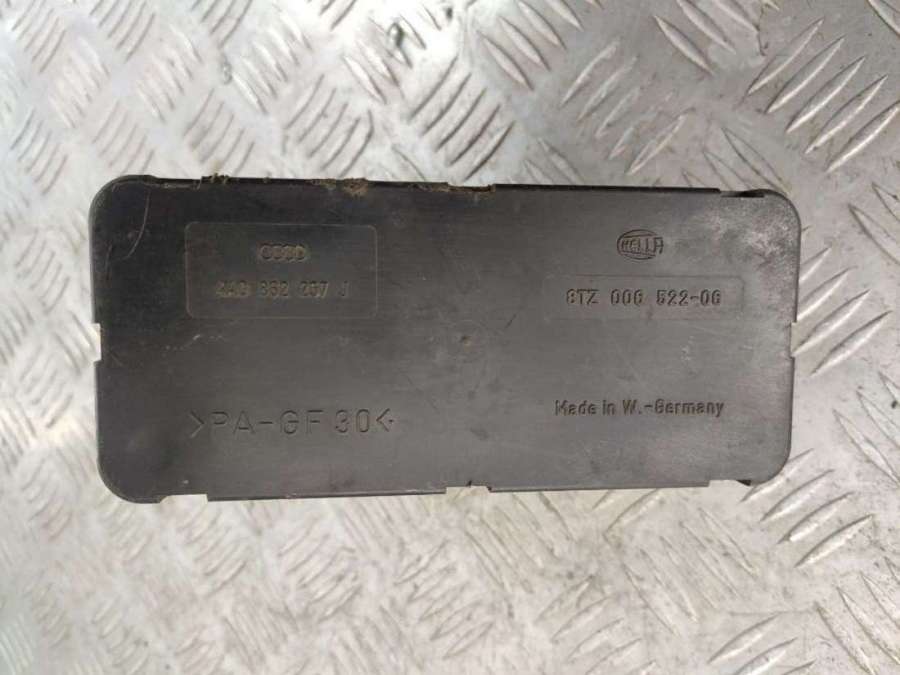 HELLA
4A0 862 257 J
8TZ 006 522-06
>PA-GF 30<
Made in W.-Germany